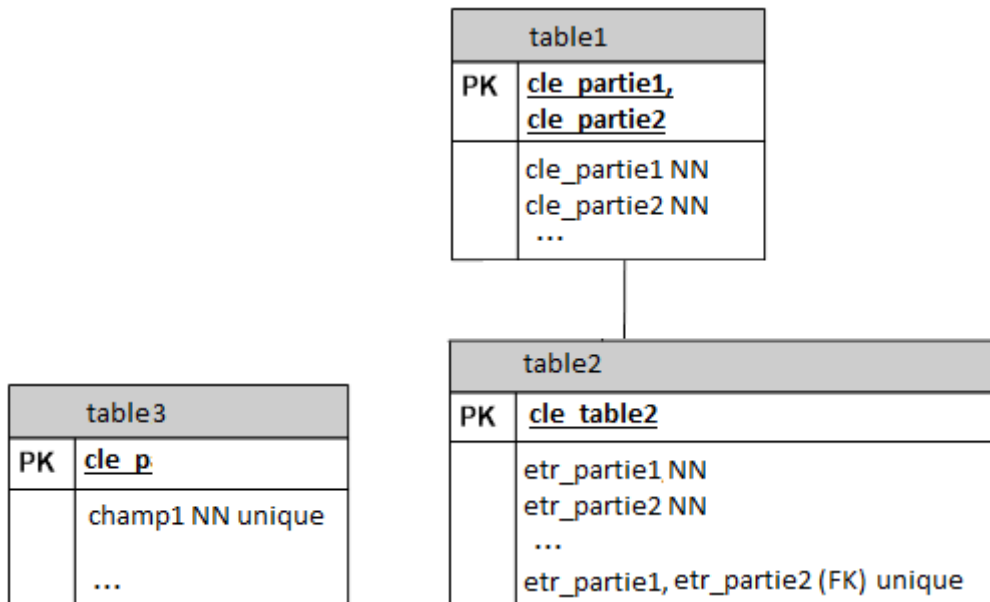 table1
PK cle_partie1,
cle_partie2
cle_partie1 NN
cle_partie2 NN
...
table2
PK cle_table2
etr_partie1 NN
etr_partie2 NN
...
etr_partie1, etr_partie2 (FK) unique
table3
PK cle_p
champ1 NN unique
...